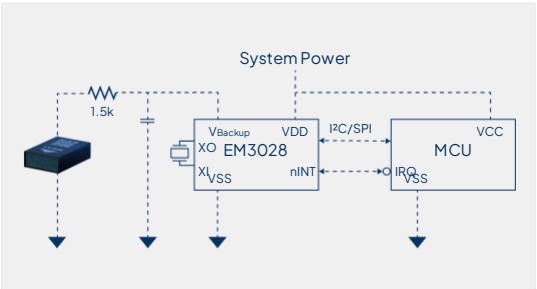 System Power
1.5k
VBackup
VDD
I²C/SPI
VCC
XO
EM3028
MCU
XI
VSS
nINT
IRQ
VSS